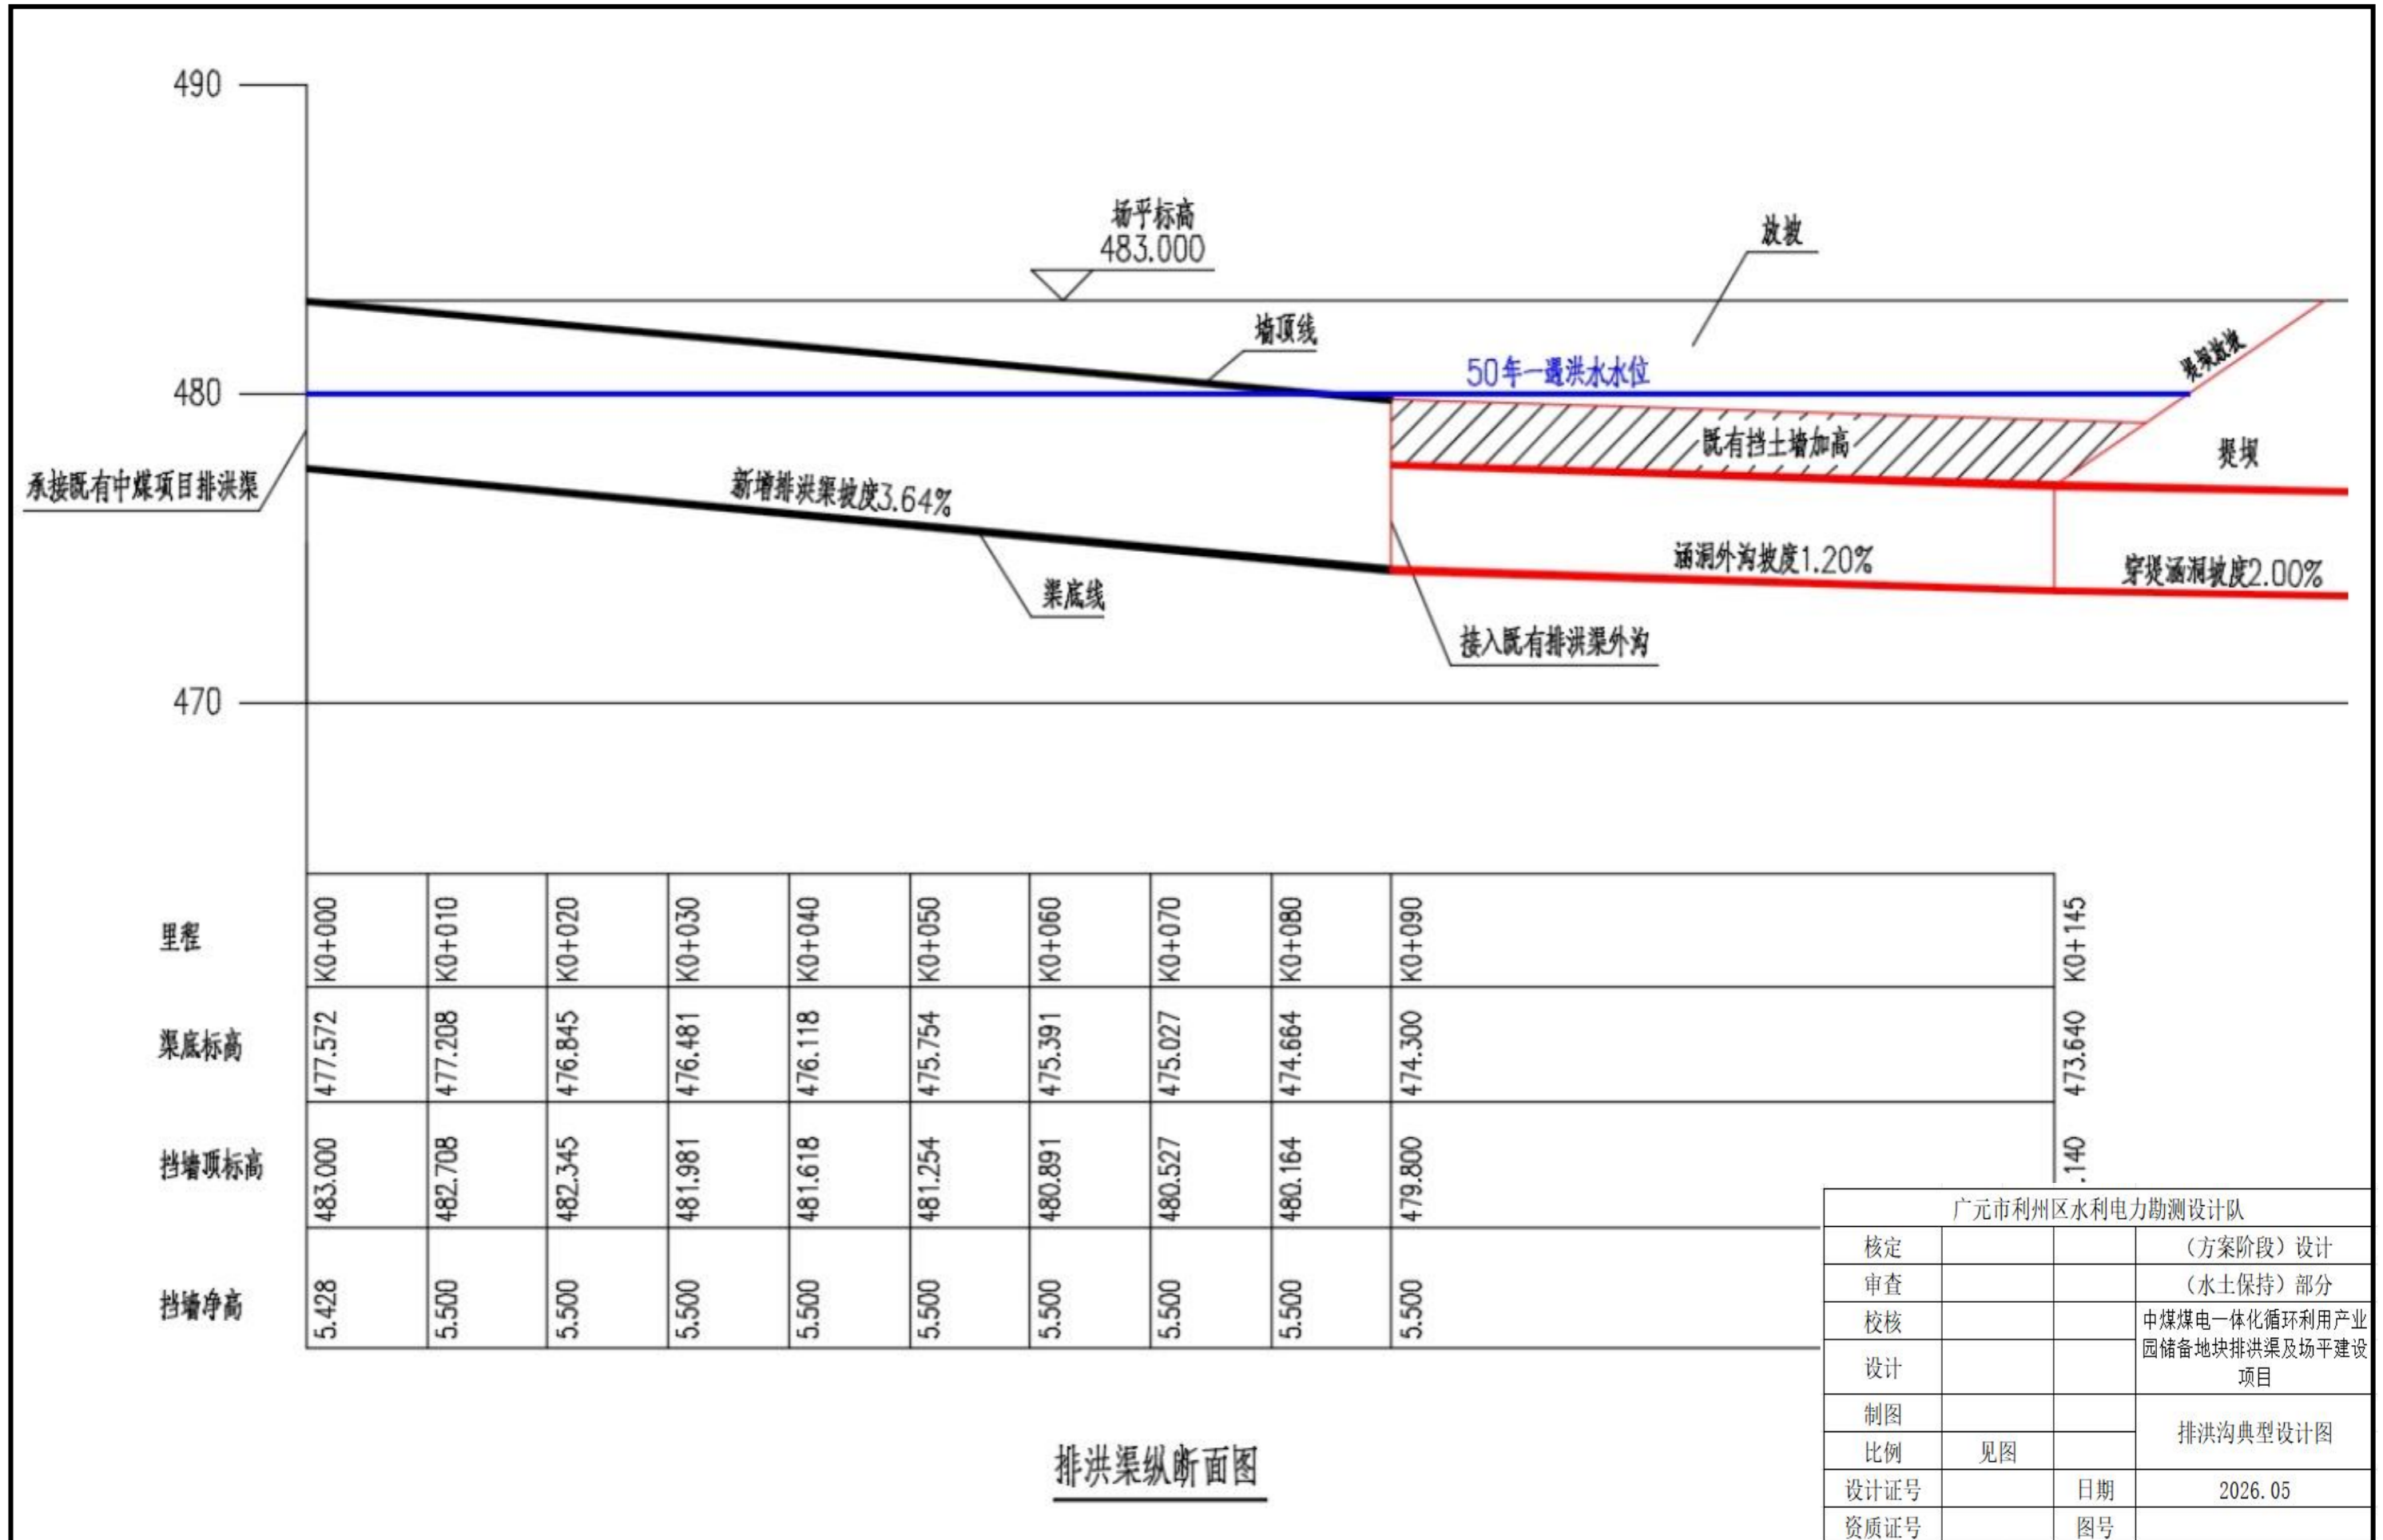 490
场平标高
483.000
放坡
墙顶线
50年一遇洪水水位
堤坝放坡
480
既有挡土墙加高
堤坝
承接既有中煤项目排洪渠
新增排洪渠坡度3.64%
涵洞外沟坡度1.20%
穿堤涵洞坡度2.00%
渠底线
接入既有排洪渠外沟
470
里程 K0+000 K0+010 K0+020 K0+030 K0+040 K0+050 K0+060 K0+070 K0+080 K0+090 K0+145
渠底标高 477.572 477.208 476.845 476.481 476.118 475.754 475.391 475.027 474.664 474.300 473.640
挡墙顶标高 483.000 482.708 482.345 481.981 481.618 481.254 480.891 480.527 480.164 479.800 .140
挡墙净高 5.428 5.500 5.500 5.500 5.500 5.500 5.500 5.500 5.500 5.500
排洪渠纵断面图
广元市利州区水利电力勘测设计队
核定 （方案阶段）设计
审查 （水土保持）部分
校核
中煤煤电一体化循环利用产业
园储备地块排洪渠及场平建设
项目
设计
制图
排洪沟典型设计图
比例 见图
设计证号 日期 2026.05
资质证号 图号